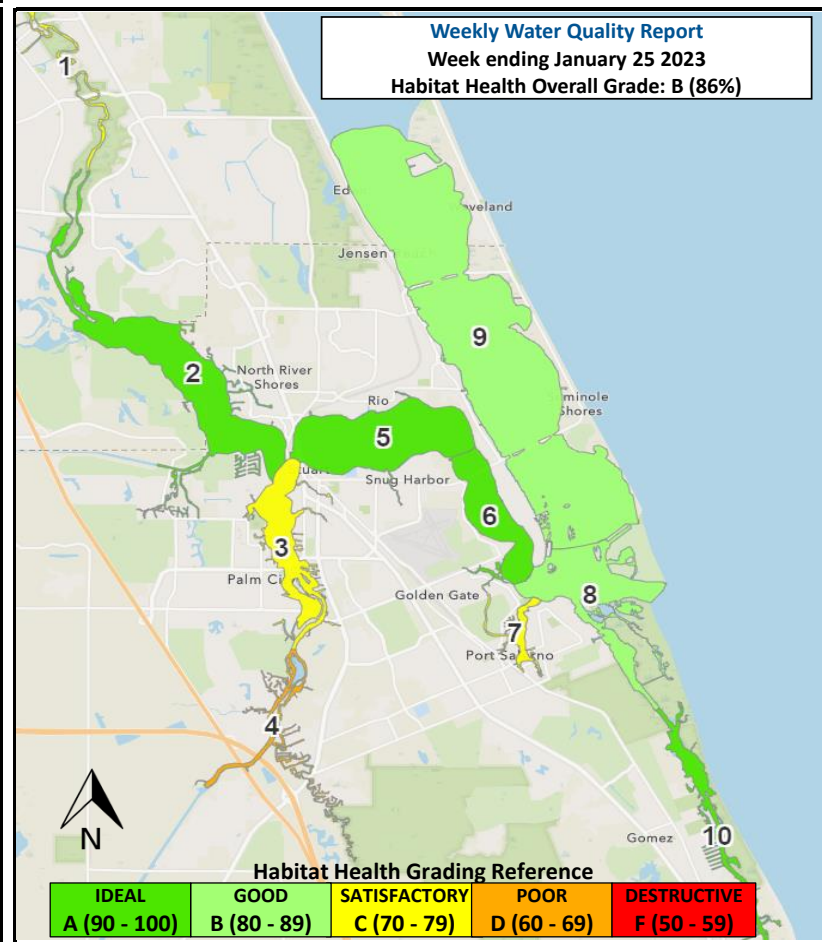 Weekly Water Quality Report
Week ending January 25 2023
Habitat Health Overall Grade: B (86%)
1
Jensen
9
2
North River
Shores
Rio
5
Shores
Snug Harbor
6
3
Palm
Golden Gate
8
7
Port
4
N
Gomez
10
Habitat Health Grading Reference
IDEAL
A (90 - 100)
GOOD
B (80 - 89)
SATISFACTORY
C (70 - 79)
POOR
D (60 - 69)
DESTRUCTIVE
F (50 - 59)